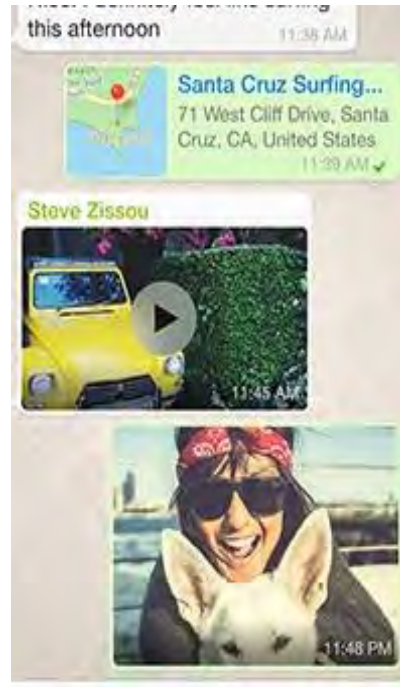 this afternoon
11:38 AM
Santa Cruz Surfing...
71 West Cliff Drive, Santa
Cruz, CA, United States
11:39 AM
Steve Zissou
11:45 AM
11:48 PM